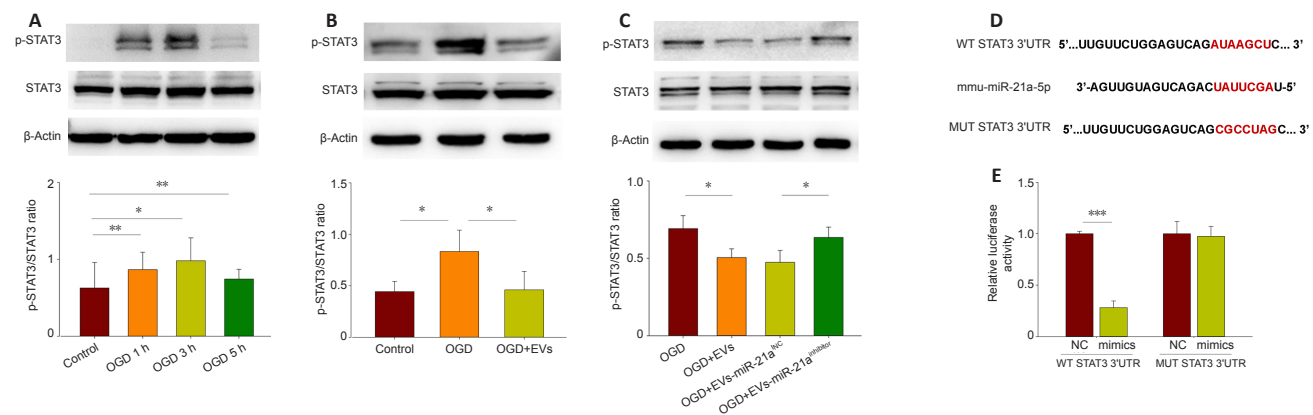 A
p-STAT3
STAT3
β-Actin
p-STAT3/STAT3 ratio
2
1
0
**
*
**
Control
OGD 1 h
OGD 3 h
OGD 5 h
B
p-STAT3
STAT3
β-Actin
p-STAT3/STAT3 ratio
1.5
1.0
0.5
0
*
*
Control
OGD
OGD+EVs
C
p-STAT3
STAT3
β-Actin
p-STAT3/STAT3 ratio
1.0
0.5
0
*
*
OGD
OGD+EVs
OGD+EVs-miR-21a^NC
OGD+EVs-miR-21a^inhibitor
D
WT STAT3 3'UTR 5'...UUGUUCUGGAGUCAGAUAAGCUC... 3'
mmu-miR-21a-5p 3'-AGUUGUAGUCAGACUAUUCGAU-5'
MUT STAT3 3'UTR 5'...UUGUUCUGGAGUCAGCGCCUAGC... 3'
E
Relative luciferase
activity
1.5
1.0
0.5
0
***
NC mimics NC mimics
WT STAT3 3'UTR MUT STAT3 3'UTR